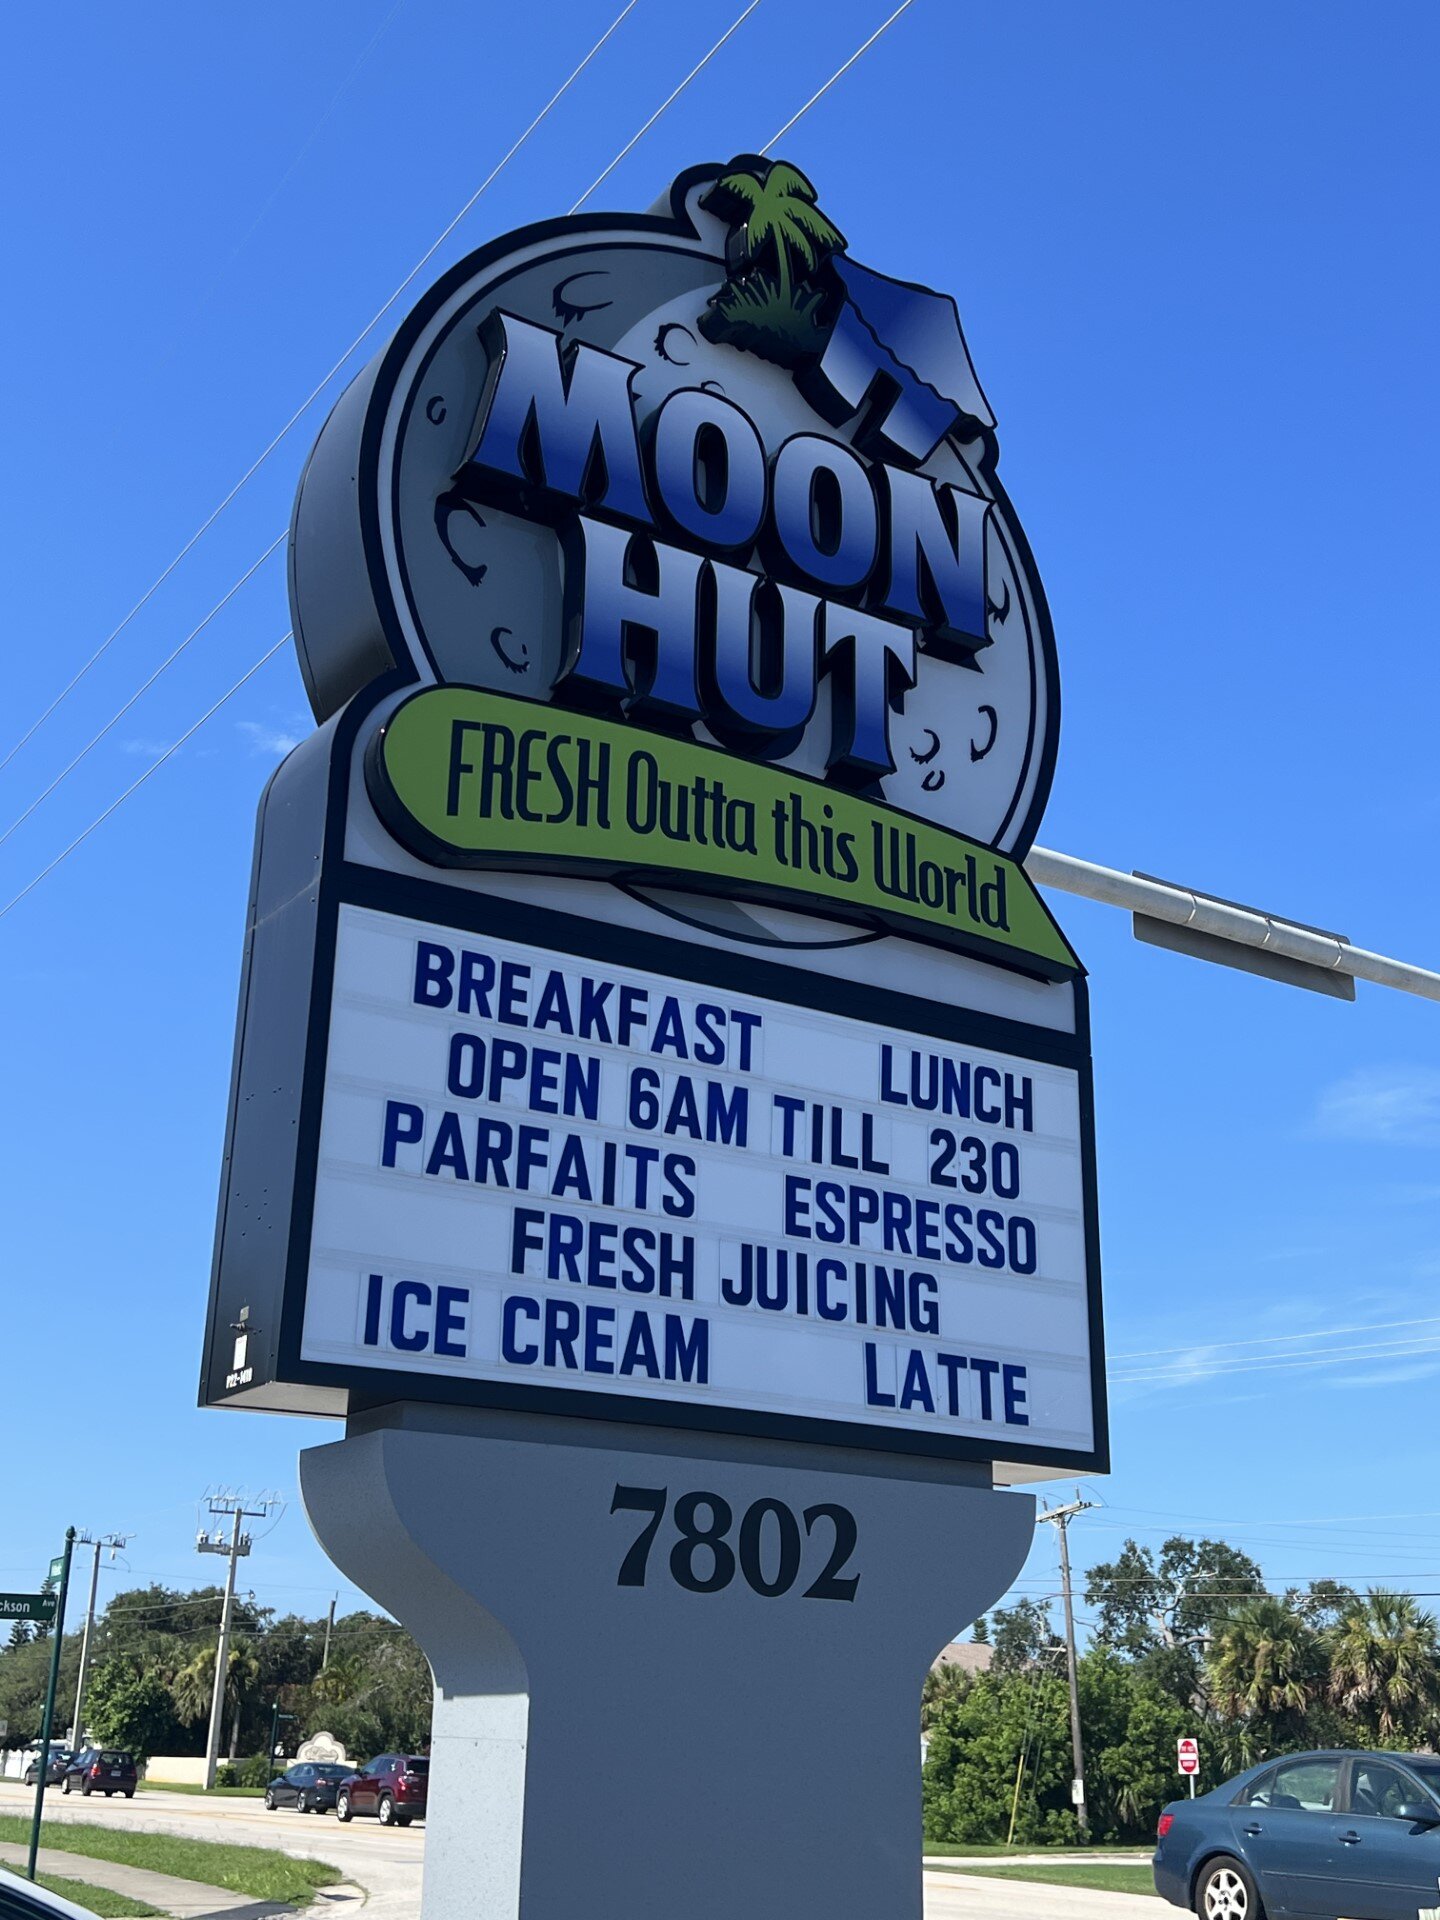 MOON
HUT
FRESH Outta this World
BREAKFAST LUNCH
OPEN 6AM TILL 230
PARFAITS ESPRESSO
FRESH JUICING
ICE CREAM LATTE
7802
Ave